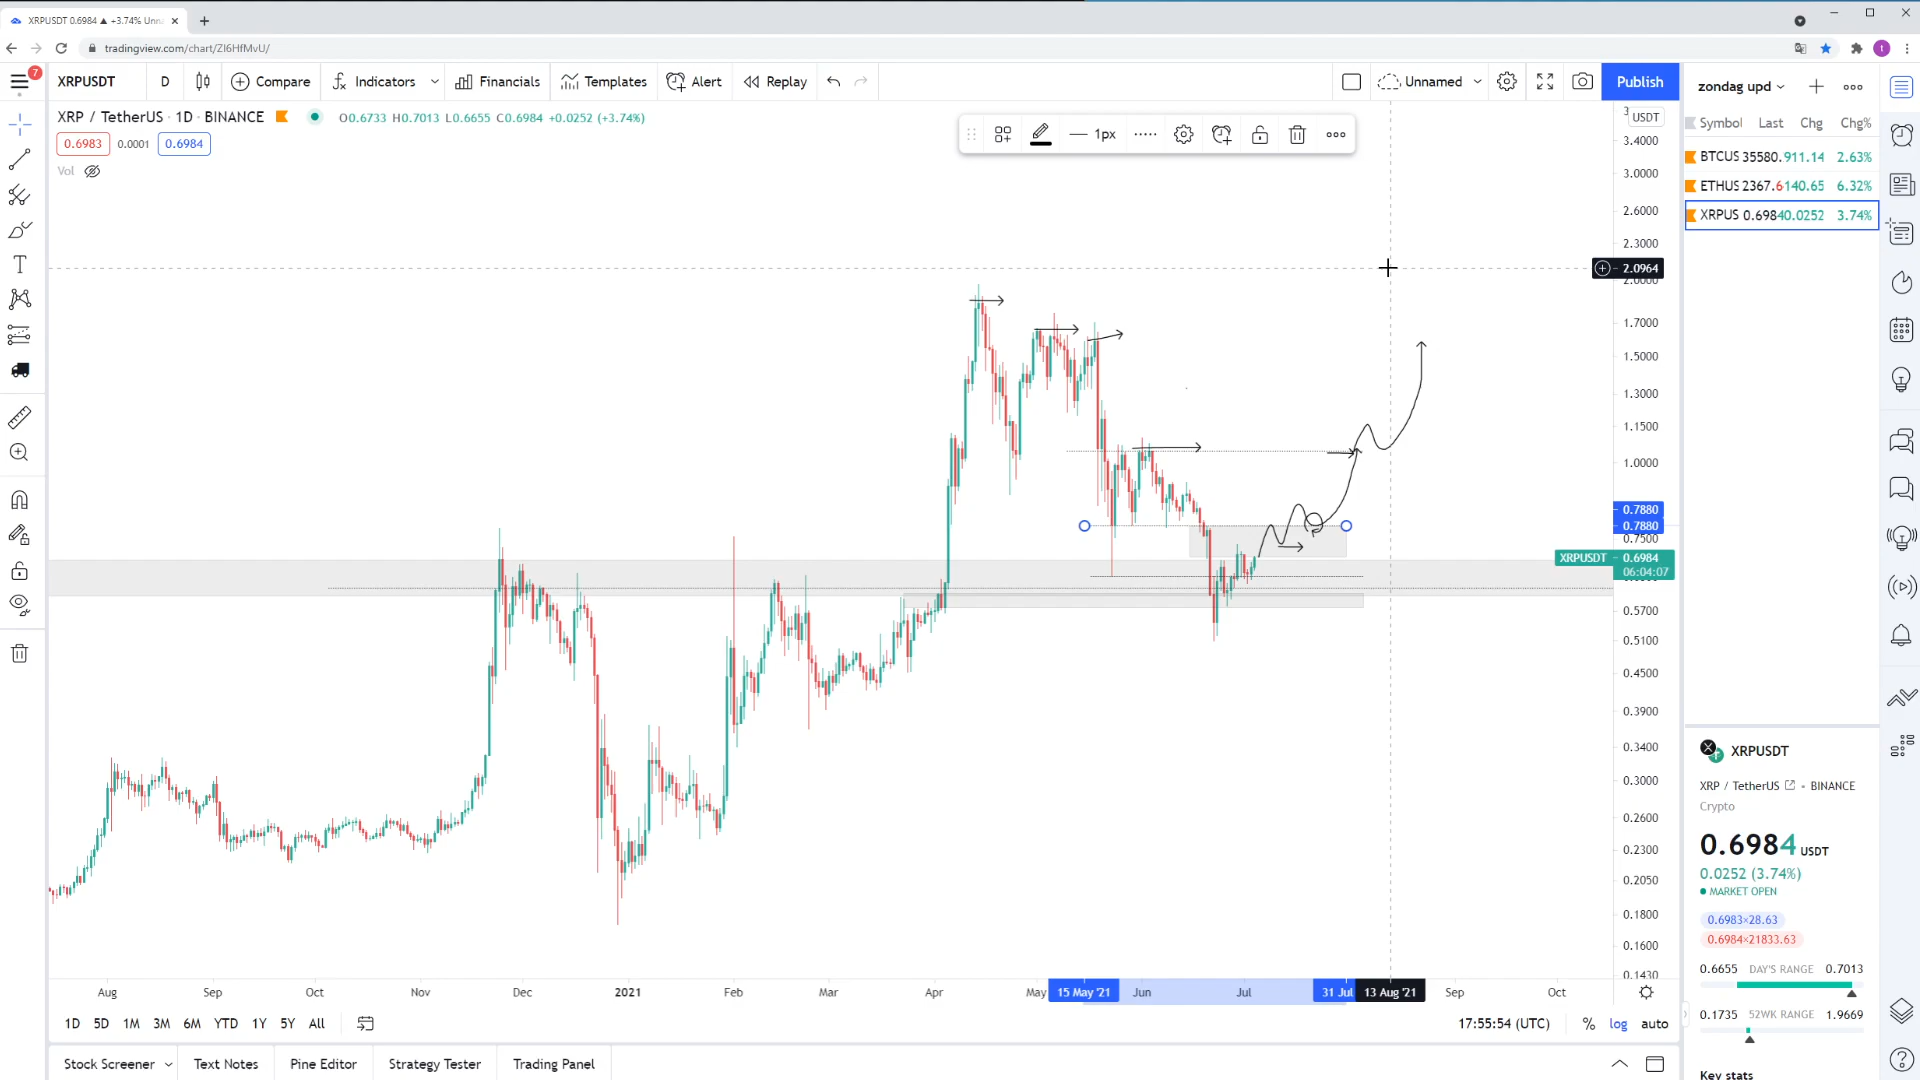 XRPUSDT 0.6984 ▲ +3.74% Unna
tradingview.com/chart/ZI6HfMvU/
7
XRPUSDT D Compare Indicators Financials Templates Alert Replay Unnamed Publish
XRP / TetherUS · 1D · BINANCE O0.6733 H0.7013 L0.6655 C0.6984 +0.0252 (+3.74%)
0.6983 0.0001 0.6984
Vol
1px
USDT
3.4000
3.0000
2.6000
2.3000
2.0964
2.0000
1.7000
1.5000
1.3000
1.1500
1.0000
0.7880
0.7880
0.7500
XRPUSDT 0.6984
06:04:07
0.5700
0.5100
0.4500
0.3900
0.3400
0.3000
0.2600
0.2300
0.2050
0.1800
0.1600
0.1430
Aug Sep Oct Nov Dec 2021 Feb Mar Apr May 15 May '21 Jun Jul 31 Jul 13 Aug '21 Sep Oct
1D 5D 1M 3M 6M YTD 1Y 5Y All 17:55:54 (UTC) % log auto
Stock Screener Text Notes Pine Editor Strategy Tester Trading Panel
zondag upd
Symbol Last Chg Chg%
BTCUS 35580. 911.14 2.63%
ETHUS 2367.6 140.65 6.32%
XRPUS 0.6984 0.0252 3.74%
XRPUSDT
XRP / TetherUS • BINANCE
Crypto
0.6984 USDT
0.0252 (3.74%)
MARKET OPEN
0.6983×28.63
0.6984×21833.63
0.6655 DAY'S RANGE 0.7013
0.1735 52WK RANGE 1.9669
Key stats
t